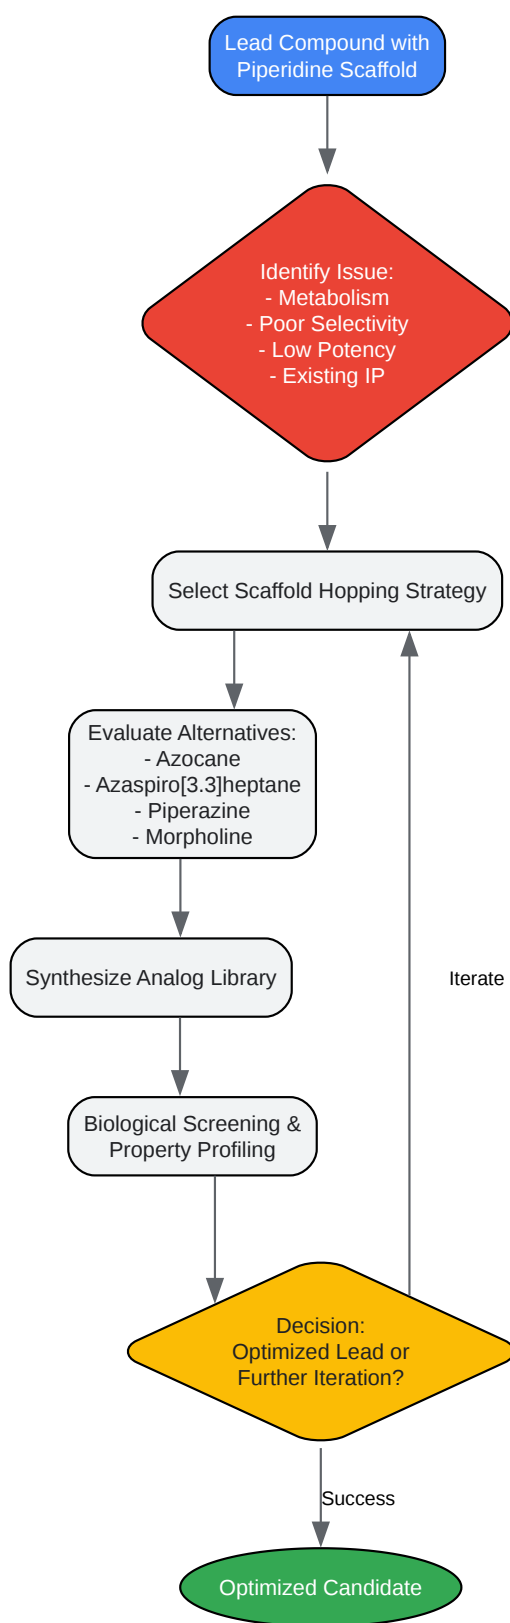 Lead Compound with
Piperidine Scaffold
Identify Issue:
- Metabolism
- Poor Selectivity
- Low Potency
- Existing IP
Select Scaffold Hopping Strategy
Evaluate Alternatives:
- Azocane
- Azaspiro[3.3]heptane
- Piperazine
- Morpholine
Synthesize Analog Library
Iterate
Biological Screening &
Property Profiling
Decision:
Optimized Lead or
Further Iteration?
Success
Optimized Candidate